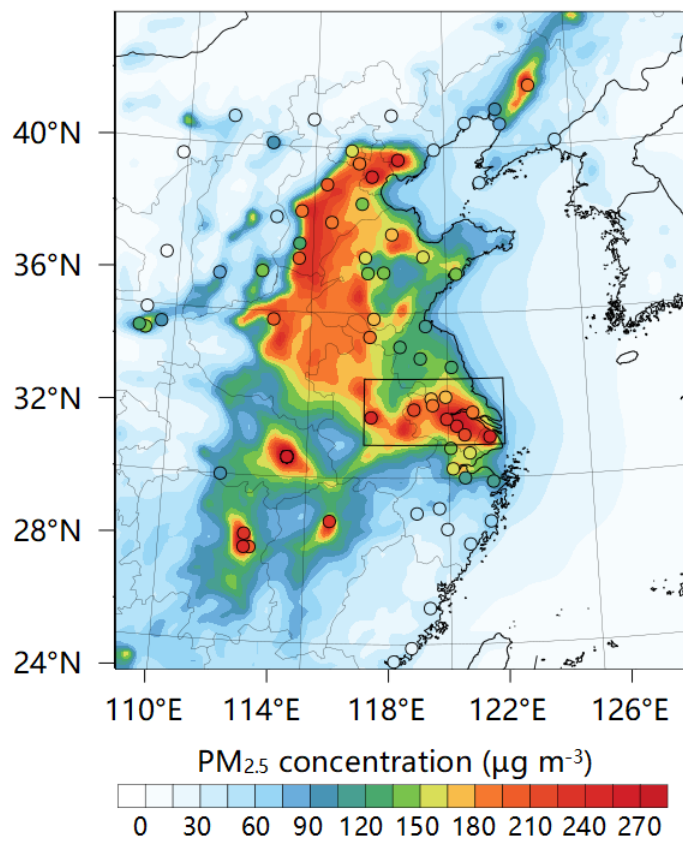 40°N
36°N
32°N
28°N
24°N
110°E 114°E 118°E 122°E 126°E
PM₂.₅ concentration (μg m⁻³)
0 30 60 90 120 150 180 210 240 270